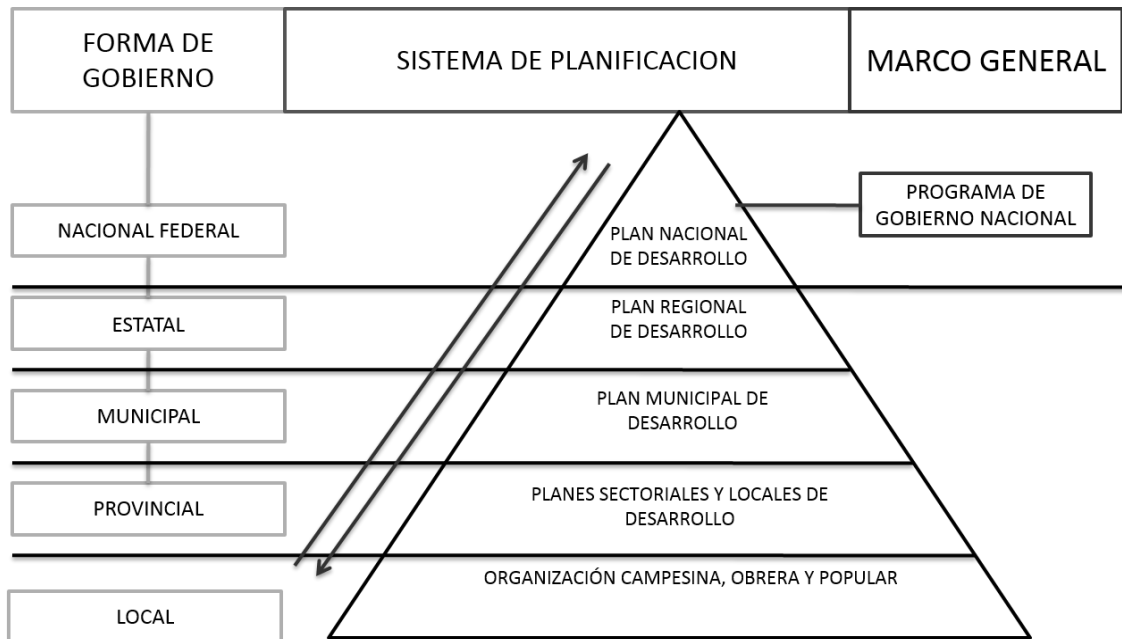 FORMA DE
GOBIERNO
SISTEMA DE PLANIFICACION
MARCO GENERAL
PROGRAMA DE
GOBIERNO NACIONAL
NACIONAL FEDERAL
PLAN NACIONAL
DE DESARROLLO
ESTATAL
PLAN REGIONAL
DE DESARROLLO
MUNICIPAL
PLAN MUNICIPAL DE
DESARROLLO
PROVINCIAL
PLANES SECTORIALES Y LOCALES DE
DESARROLLO
ORGANIZACIÓN CAMPESINA, OBRERA Y POPULAR
LOCAL